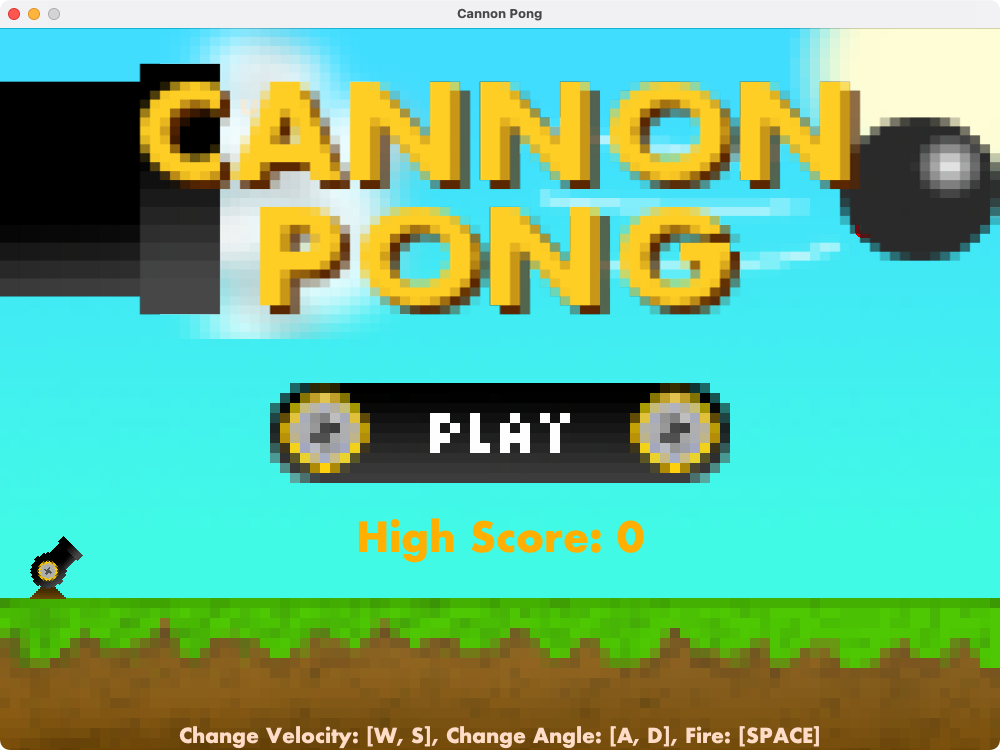 Cannon Pong
CANNON
PONG
PLAY
High Score: 0
Change Velocity: [W, S], Change Angle: [A, D], Fire: [SPACE]